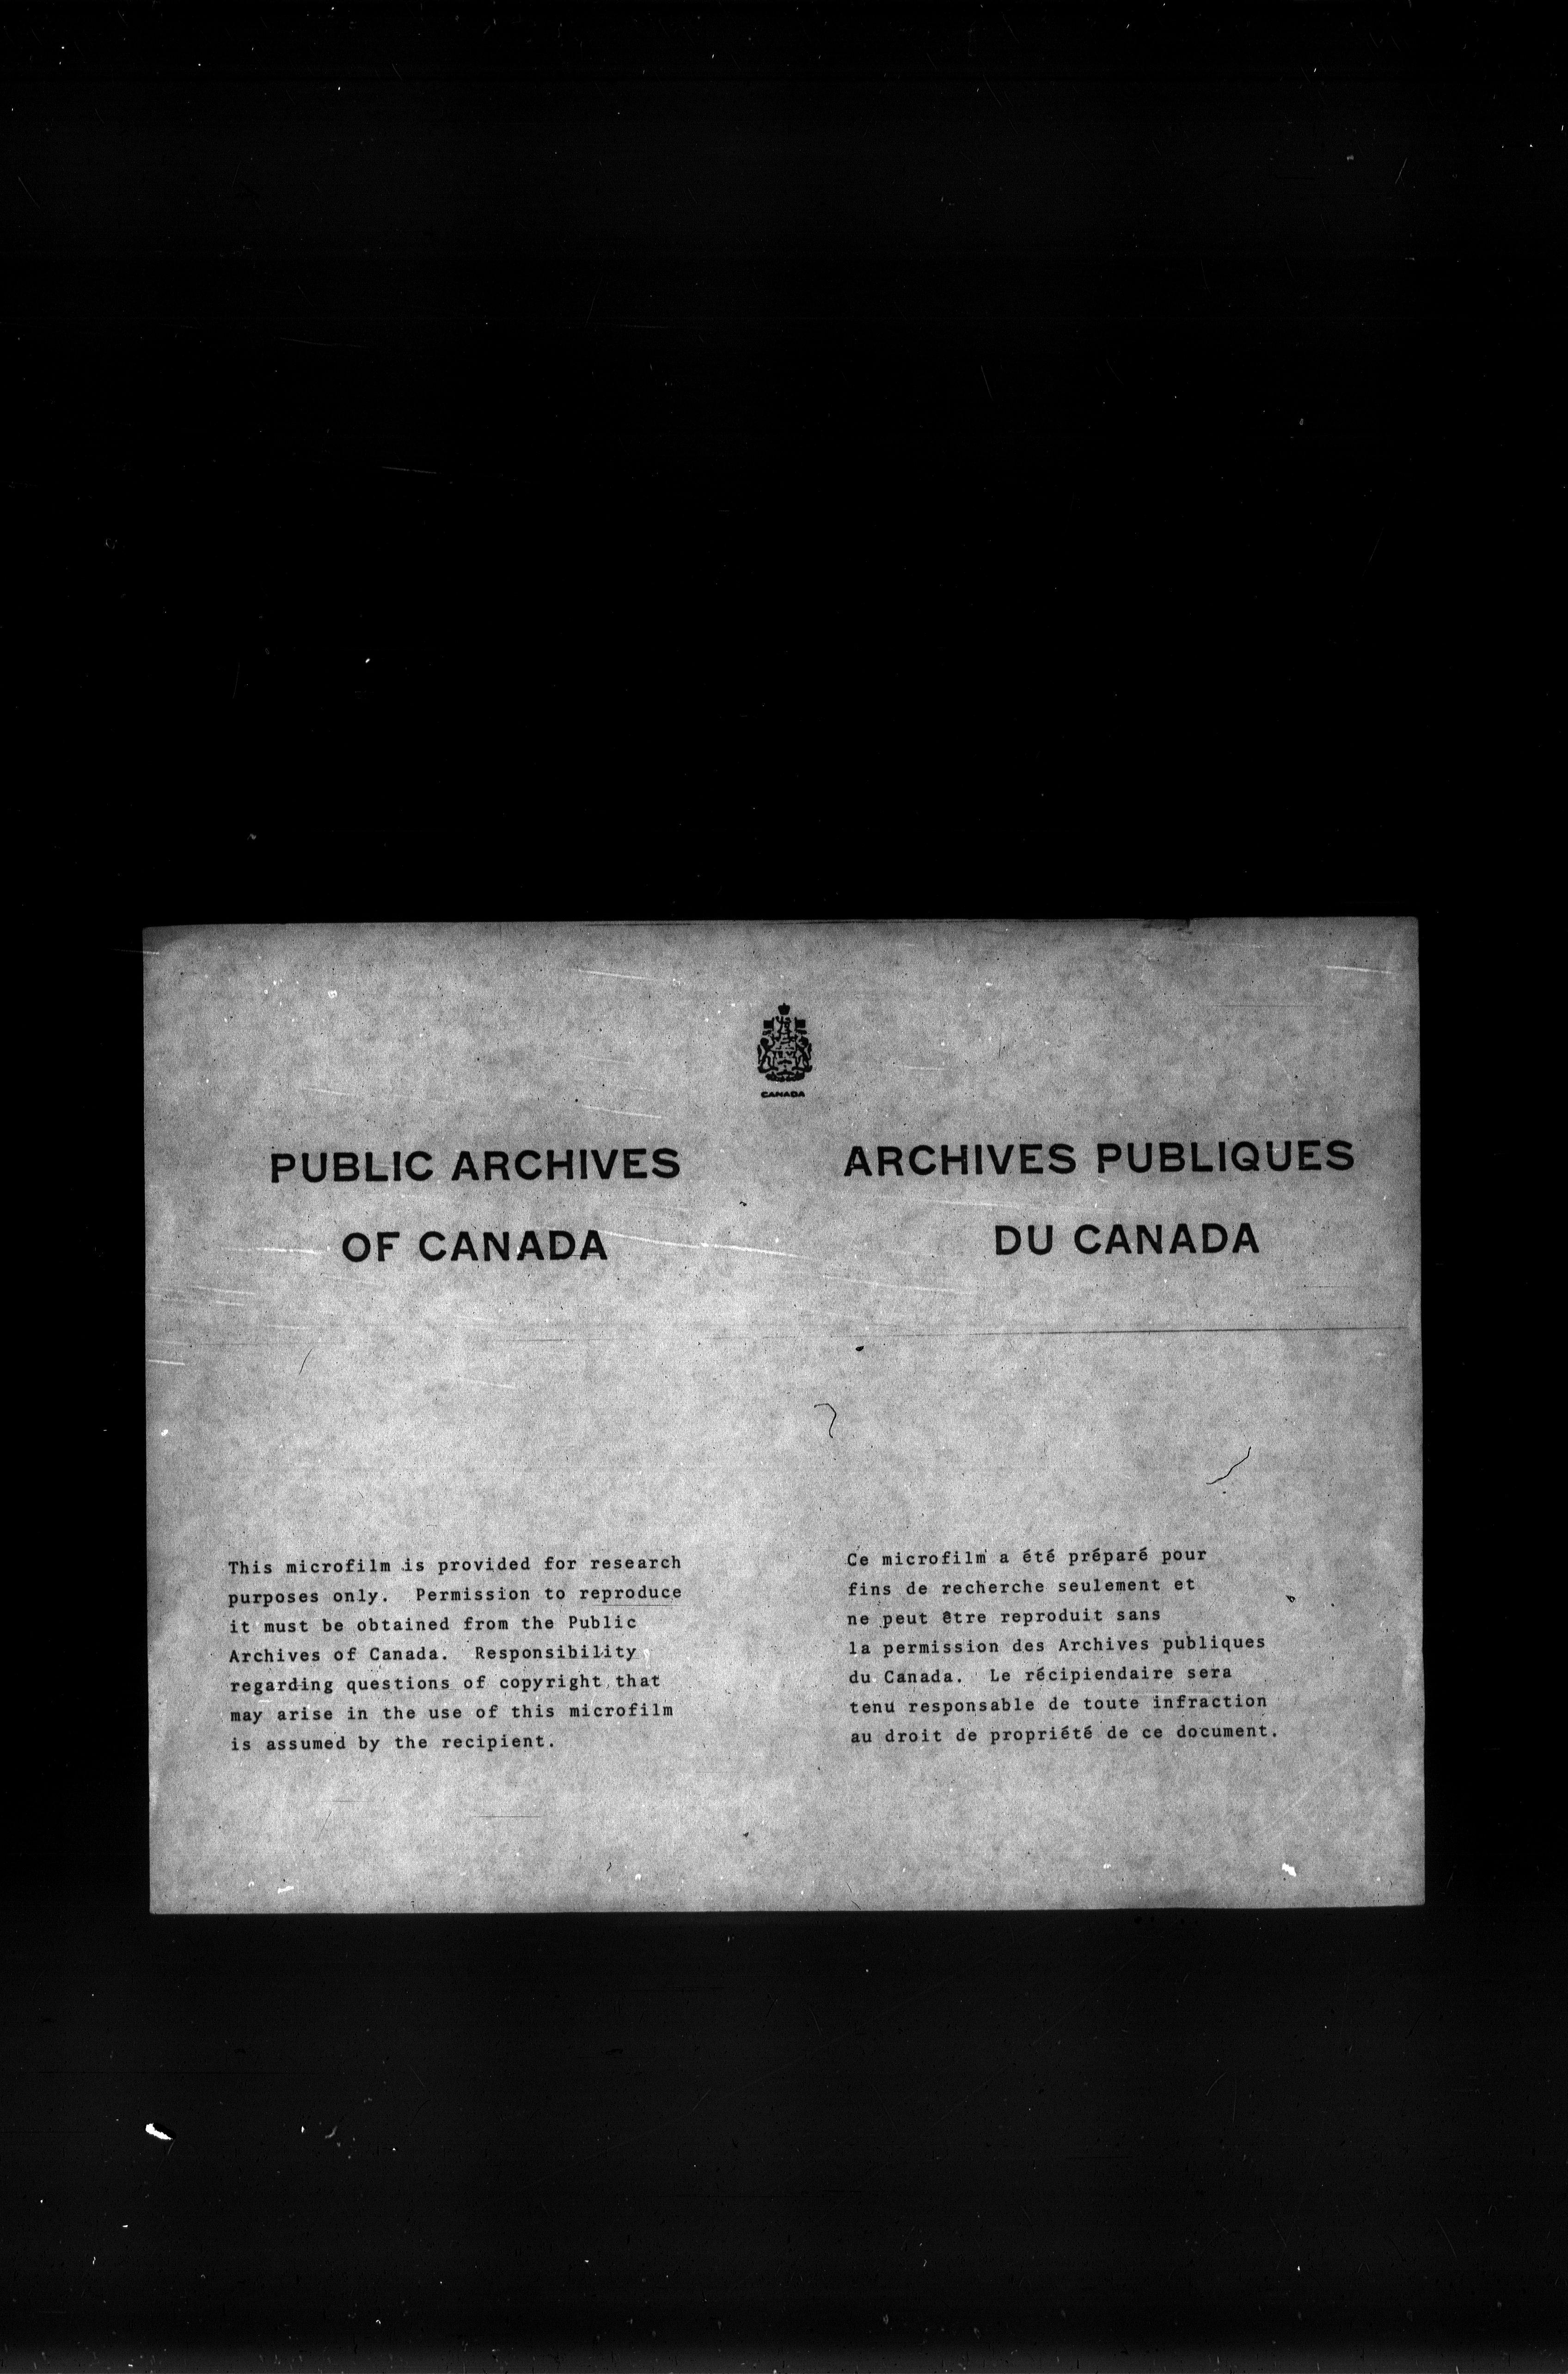 CANADA
PUBLIC ARCHIVES
OF CANADA
ARCHIVES PUBLIQUES
DU CANADA
This microfilm is provided for research
purposes only. Permission to reproduce
it must be obtained from the Public
Archives of Canada. Responsibility
regarding questions of copyright that
may arise in the use of this microfilm
is assumed by the recipient.
Ce microfilm a été préparé pour
fins de recherche seulement et
ne peut être reproduit sans
la permission des Archives publiques
du Canada. Le récipiendaire sera
tenu responsable de toute infraction
au droit de propriété de ce document.